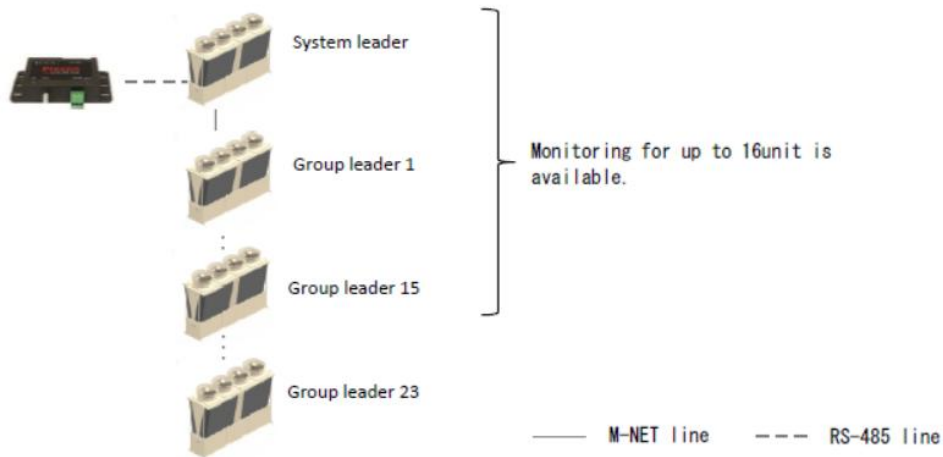 System leader
Group leader 1
Monitoring for up to 16unit is
available.
Group leader 15
Group leader 23
M-NET line
RS-485 line